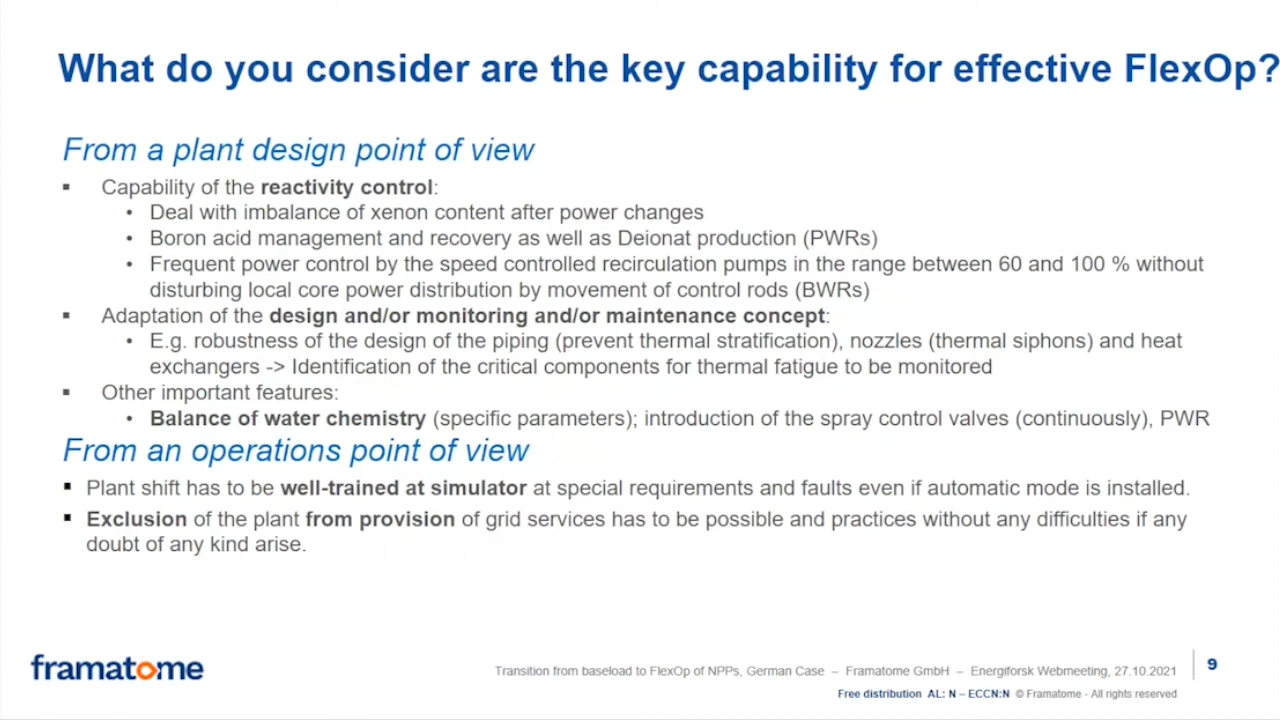 What do you consider are the key capability for effective FlexOp?
From a plant design point of view
▪ Capability of the reactivity control:
• Deal with imbalance of xenon content after power changes
• Boron acid management and recovery as well as Deionat production (PWRs)
• Frequent power control by the speed controlled recirculation pumps in the range between 60 and 100 % without
disturbing local core power distribution by movement of control rods (BWRs)
▪ Adaptation of the design and/or monitoring and/or maintenance concept:
• E.g. robustness of the design of the piping (prevent thermal stratification), nozzles (thermal siphons) and heat
exchangers -> Identification of the critical components for thermal fatigue to be monitored
▪ Other important features:
• Balance of water chemistry (specific parameters); introduction of the spray control valves (continuously), PWR
From an operations point of view
▪ Plant shift has to be well-trained at simulator at special requirements and faults even if automatic mode is installed.
▪ Exclusion of the plant from provision of grid services has to be possible and practices without any difficulties if any
doubt of any kind arise.
framatome
Transition from baseload to FlexOp of NPPs, German Case – Framatome GmbH – Energiforsk Webmeeting, 27.10.2021
9
Free distribution AL: N – ECCN:N © Framatome - All rights reserved